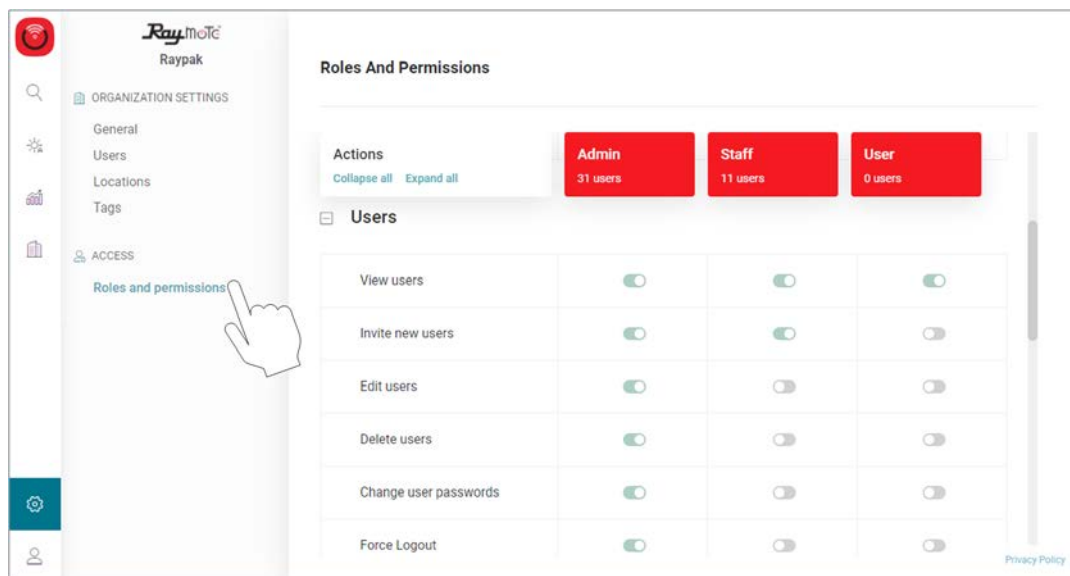 RayMoTe
Raypak
ORGANIZATION SETTINGS
General
Users
Locations
Tags
ACCESS
Roles and permissions
Roles And Permissions
Actions
Collapse all Expand all
Admin
31 users
Staff
11 users
User
0 users
Users
View users
Invite new users
Edit users
Delete users
Change user passwords
Force Logout
Privacy Policy